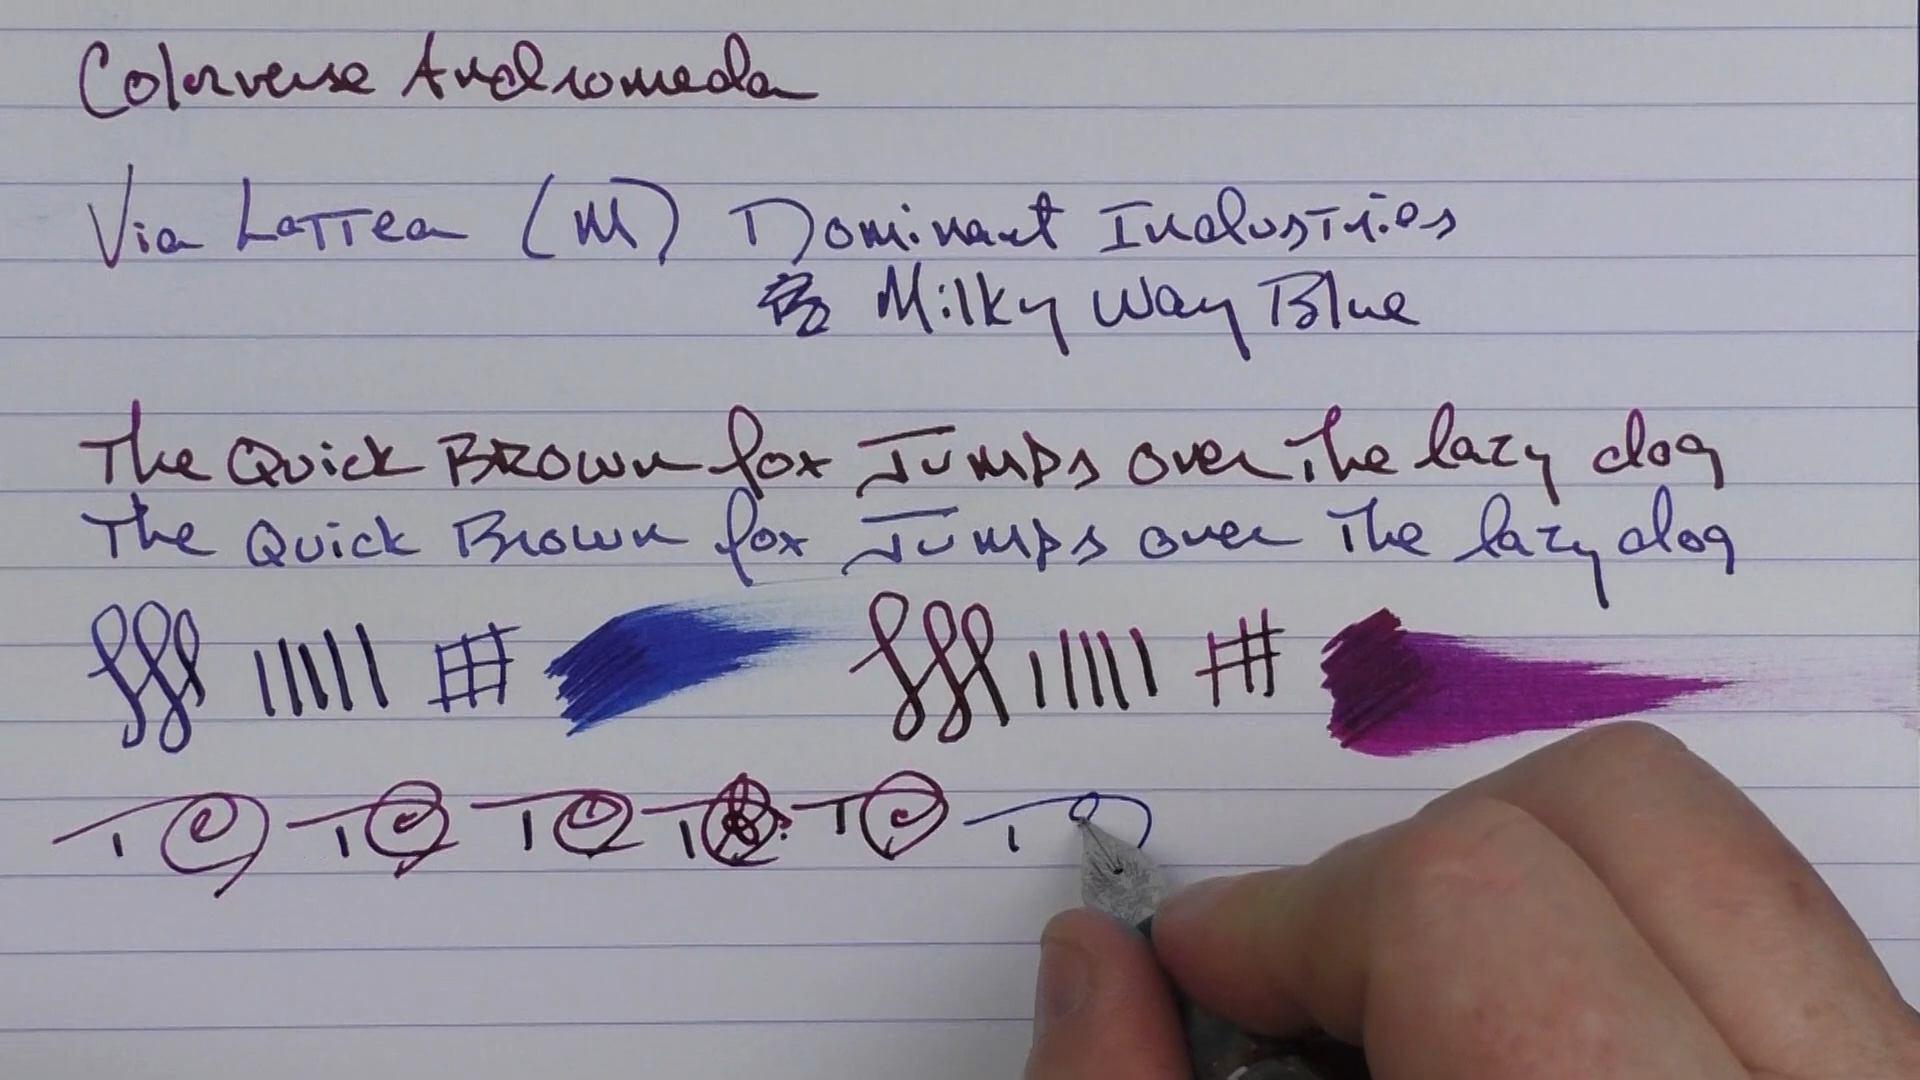 Colorverse Andromeda
Via Lattea (M) Dominant Industries
Milky Way Blue
The Quick Brown fox Jumps over the lazy dog
The Quick Brown fox Jumps over the lazy dog